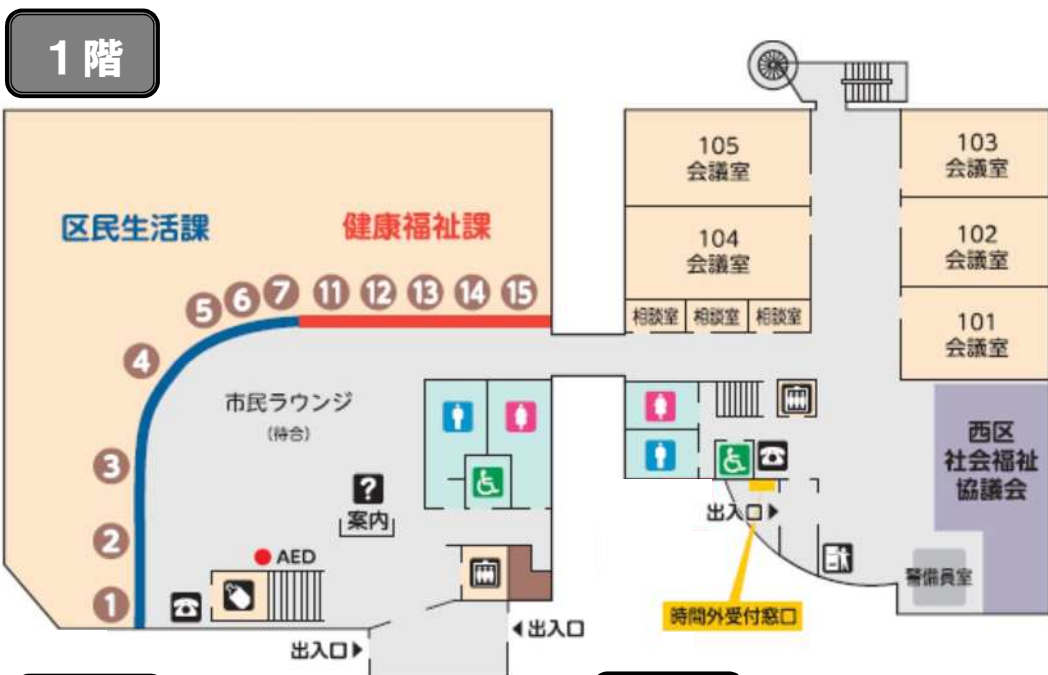 1階
105
会議室
103
会議室
区民生活課
健康福祉課
104
会議室
102
会議室
5 6 7 11 12 13 14 15
相談室 相談室 相談室
101
会議室
4
市民ラウンジ
(待合)
西区
社会福祉
協議会
3
?
案内
出入口▶
2
AED
警備員室
1
時間外受付窓口
◀出入口
出入口▶